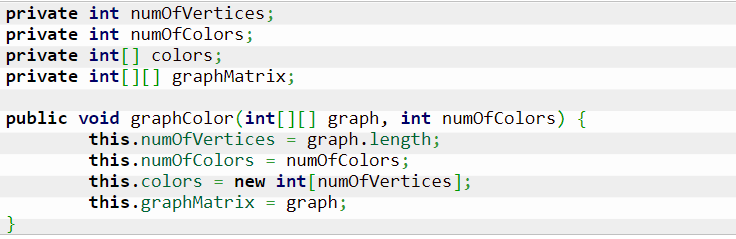 private int numOfVertices;
private int numOfColors;
private int[] colors;
private int[][] graphMatrix;

public void graphColor(int[][] graph, int numOfColors) {
        this.numOfVertices = graph.length;
        this.numOfColors = numOfColors;
        this.colors = new int[numOfVertices];
        this.graphMatrix = graph;
}